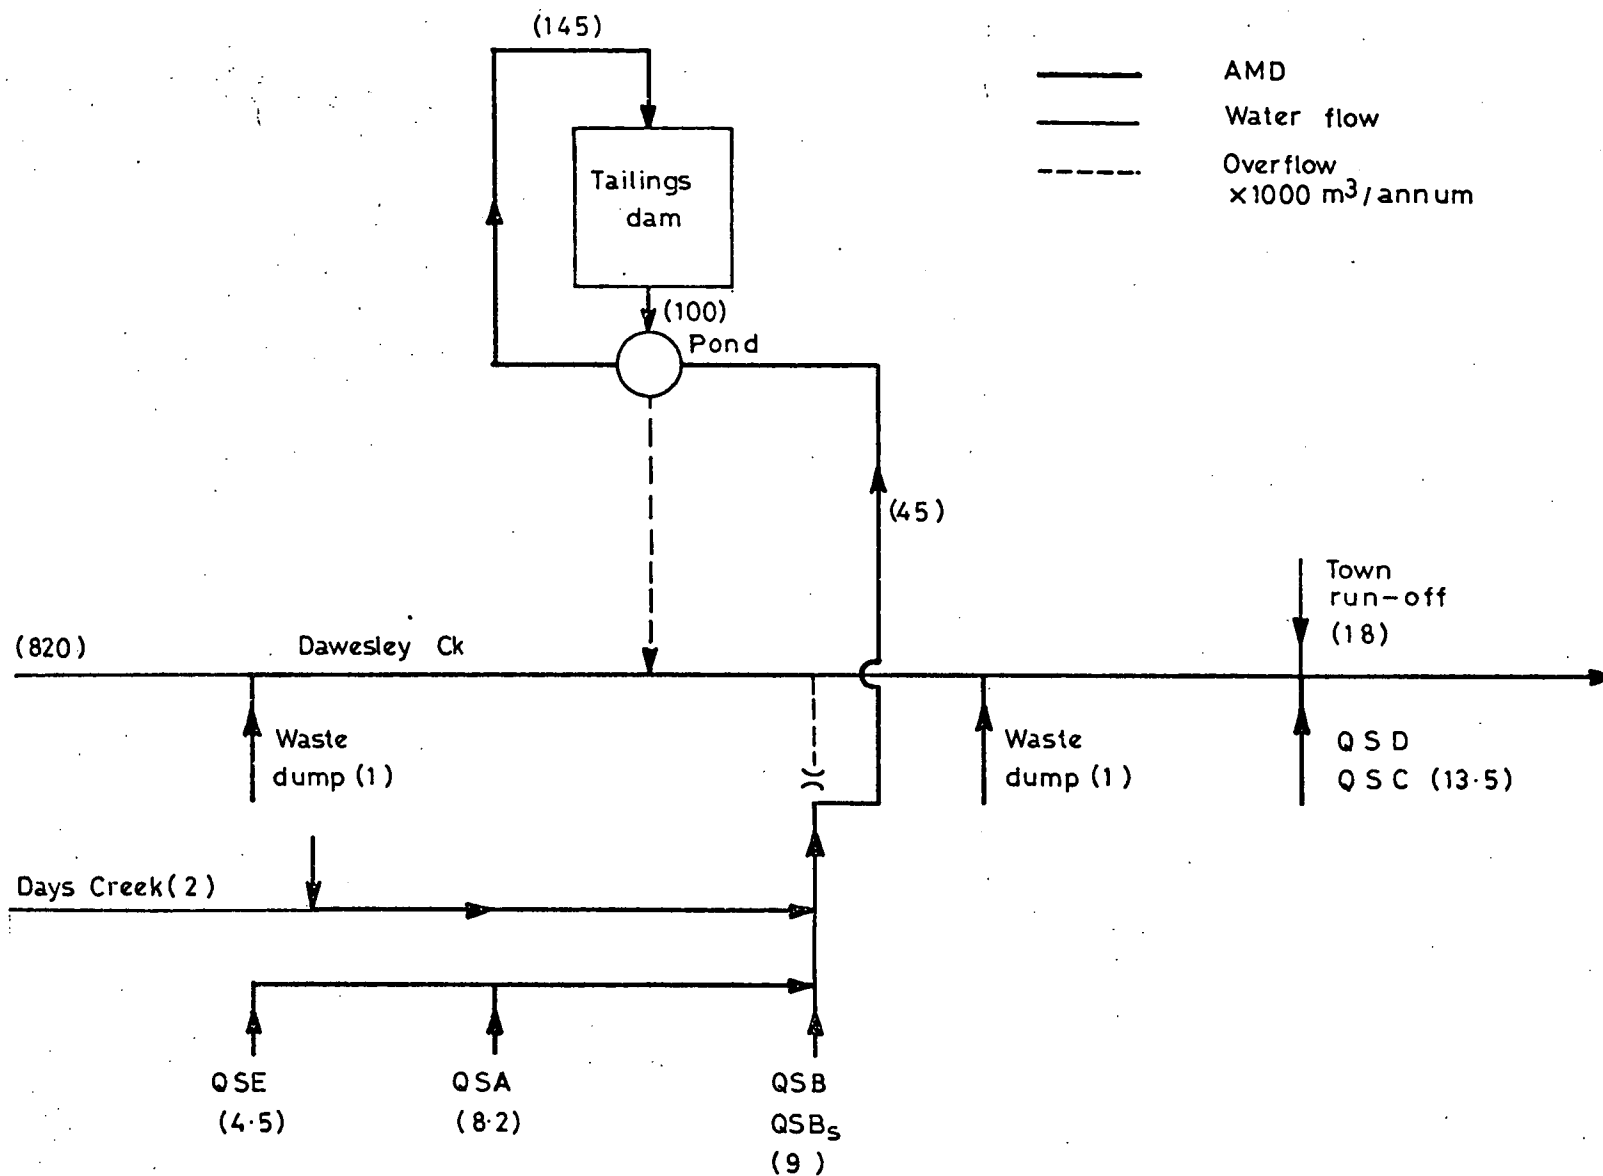 (145)
AMD
Water flow
Overflow
×1000 m³/annum
Tailings
dam
(100)
Pond
(45)
Town
run-off
(18)
(820)
Dawesley Ck
Waste
dump (1)
Waste
dump (1)
QSD
QSC (13·5)
Days Creek (2)
QSE
(4·5)
QSA
(8·2)
QSB
QSBs
(9 )